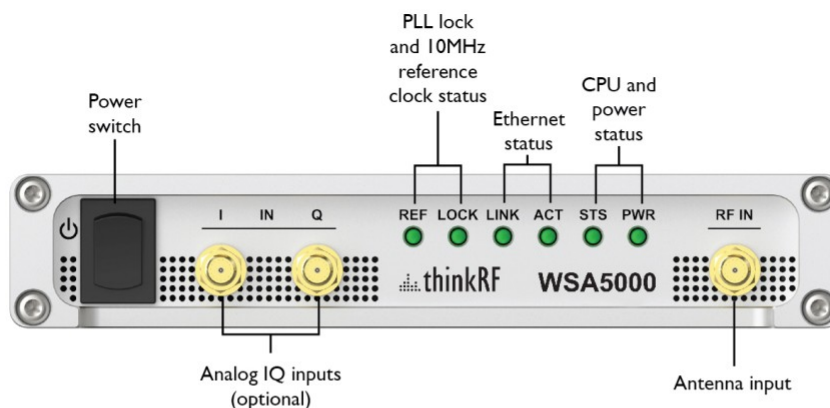 PLL lock
and 10MHz
reference
clock status
Power
switch
Ethernet
status
CPU and
power
status
I IN Q
REF LOCK LINK ACT STS PWR
RF IN
thinkRF
WSA5000
Analog IQ inputs
(optional)
Antenna input